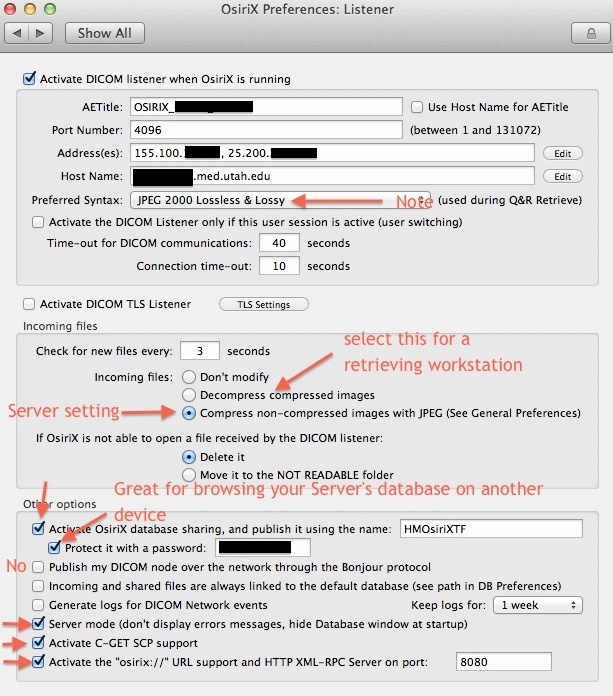 OsiriX Preferences: Listener
Show All
Activate DICOM listener when OsiriX is running
AETitle: OSIRIX_ Use Host Name for AETitle
Port Number: 4096 (between 1 and 131072)
Address(es): 155.100. , 25.200. Edit
Host Name: .med.utah.edu Edit
Preferred Syntax: JPEG 2000 Lossless & Lossy Note (used during Q&R Retrieve)
Activate the DICOM Listener only if this user session is active (user switching)
Time-out for DICOM communications: 40 seconds
Connection time-out: 10 seconds
Activate DICOM TLS Listener TLS Settings
Incoming files
select this for a
retrieving workstation
Check for new files every: 3 seconds
Incoming files: Don't modify
Decompress compressed images
Server setting Compress non-compressed images with JPEG (See General Preferences)
If OsiriX is not able to open a file received by the DICOM listener:
Delete it
Move it to the NOT READABLE folder
Great for browsing your Server's database on another
device
Other options
Activate OsiriX database sharing, and publish it using the name: HMOsiriXTF
Protect it with a password:
No Publish my DICOM node over the network through the Bonjour protocol
Incoming and shared files are always linked to the default database (see path in DB Preferences)
Generate logs for DICOM Network events Keep logs for: 1 week
Server mode (don't display errors messages, hide Database window at startup)
Activate C-GET SCP support
Activate the "osirix://" URL support and HTTP XML-RPC Server on port: 8080